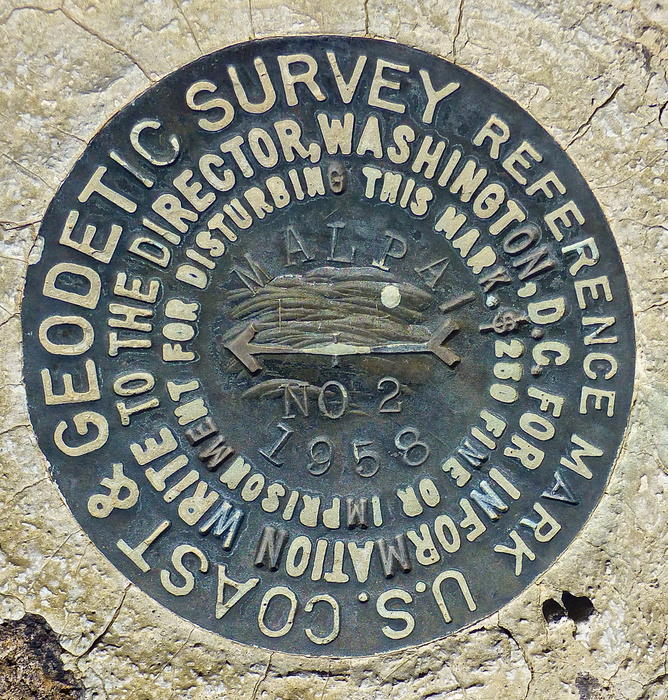 U.S. COAST & GEODETIC SURVEY REFERENCE MARK
WRITE TO THE DIRECTOR, WASHINGTON, D.C. FOR INFORMATION
$250 FINE OR IMPRISONMENT FOR DISTURBING THIS MARK.
MALPAI
NO 2
1958